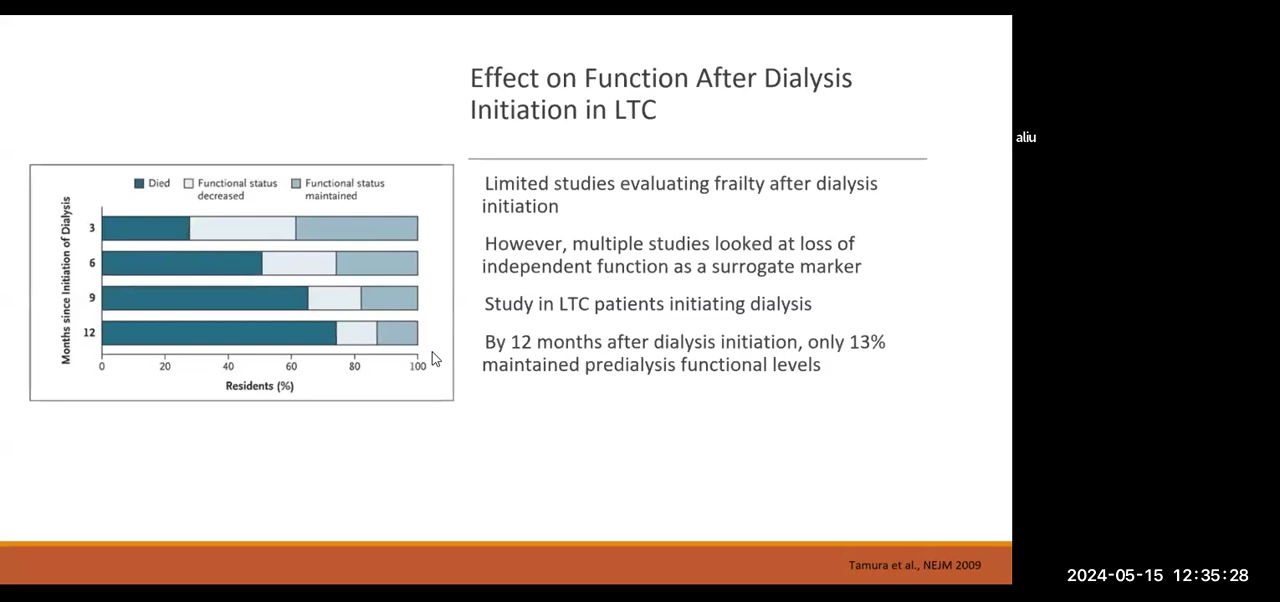 Effect on Function After Dialysis
Initiation in LTC
aliu
Died
Functional status
decreased
Functional status
maintained
Months since Initiation of Dialysis
3
6
9
12
0 20 40 60 80 100
Residents (%)
Limited studies evaluating frailty after dialysis
initiation
However, multiple studies looked at loss of
independent function as a surrogate marker
Study in LTC patients initiating dialysis
By 12 months after dialysis initiation, only 13%
maintained predialysis functional levels
Tamura et al., NEJM 2009
2024-05-15 12:35:28